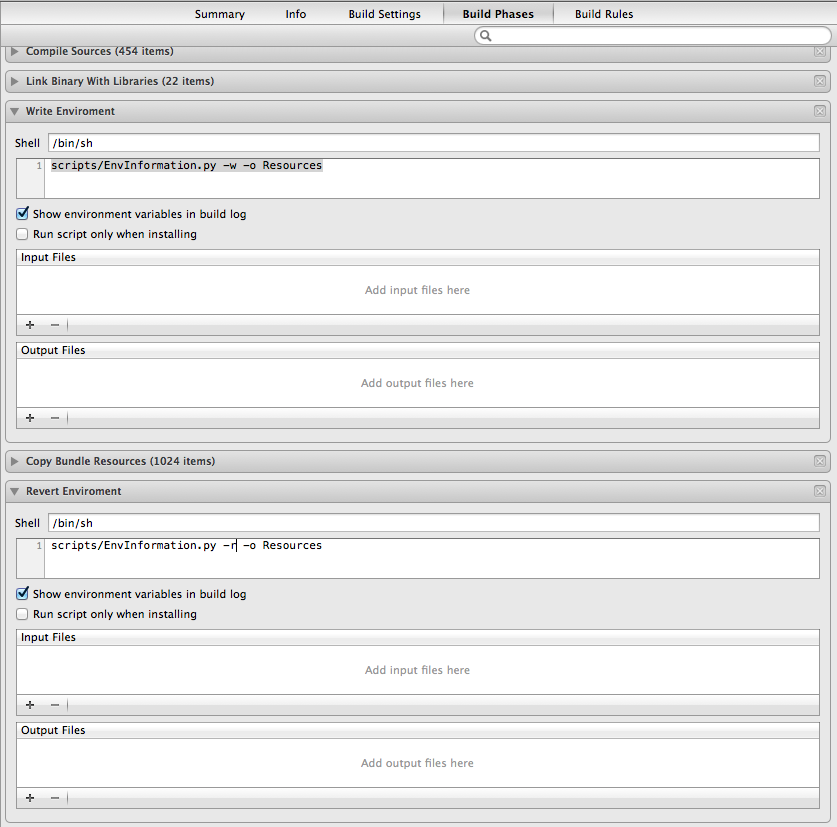 Summary Info Build Settings Build Phases Build Rules
Compile Sources (454 items)
Link Binary With Libraries (22 items)
Write Enviroment
Shell /bin/sh
1 scripts/EnvInformation.py -w -o Resources
Show environment variables in build log
Run script only when installing
Input Files
Add input files here
+ −
Output Files
Add output files here
+ −
Copy Bundle Resources (1024 items)
Revert Enviroment
Shell /bin/sh
1 scripts/EnvInformation.py -r -o Resources
Show environment variables in build log
Run script only when installing
Input Files
Add input files here
+ −
Output Files
Add output files here
+ −